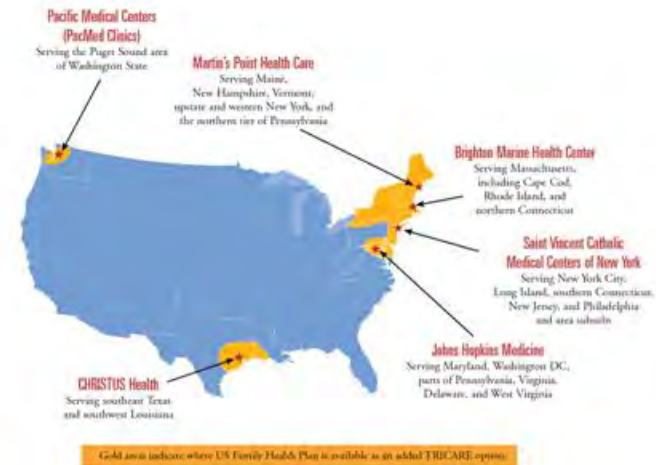 Pacific Medical Centers
(PacMed Clinics)
Serving the Puget Sound area
of Washington State
Martin's Point Health Care
Serving Maine,
New Hampshire, Vermont,
upstate and western New York, and
the northern tier of Pennsylvania
Brighton Marine Health Center
Serving Massachusetts,
including Cape Cod,
Rhode Island, and
northern Connecticut
Saint Vincent Catholic
Medical Centers of New York
Serving New York City,
Long Island, southern Connecticut,
New Jersey, and Philadelphia
and area suburbs
Johns Hopkins Medicine
Serving Maryland, Washington DC,
parts of Pennsylvania, Virginia,
Delaware, and West Virginia
CHRISTUS Health
Serving southeast Texas
and southwest Louisiana
Gold areas indicate where US Family Health Plan is available as an added TRICARE option.